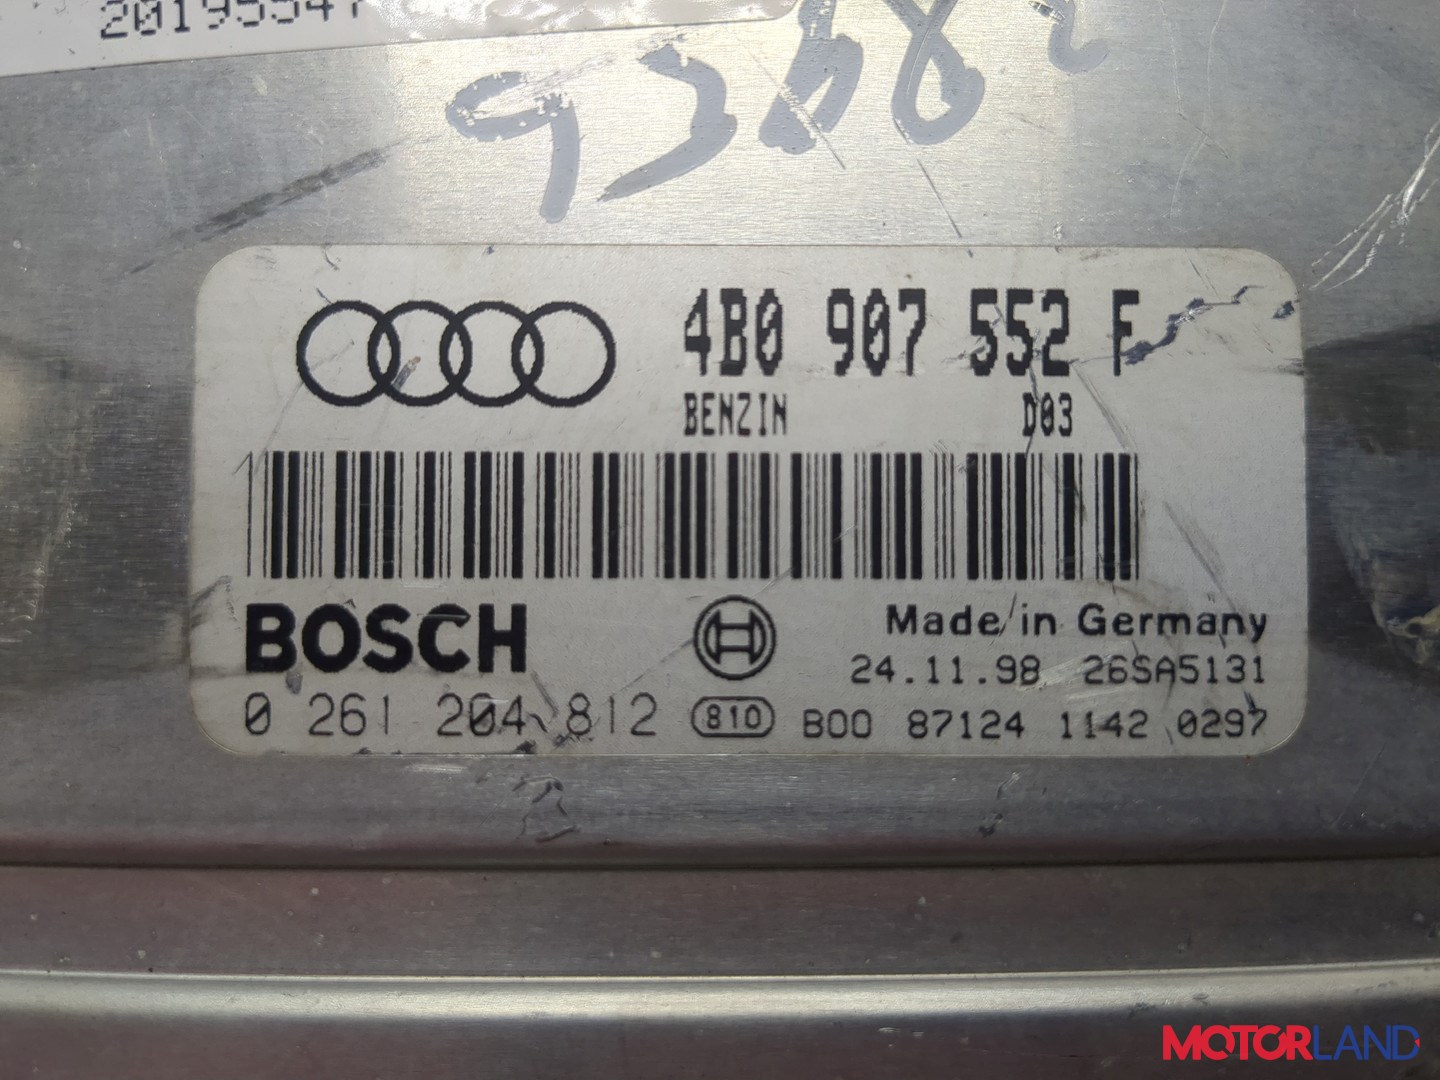 20195547
4B0 907 552 F
BENZIN D03
BOSCH
Made in Germany
24.11.98 26SA5131
0 261 204 812 810 B00 87124 1142 0297
MOTORLAND